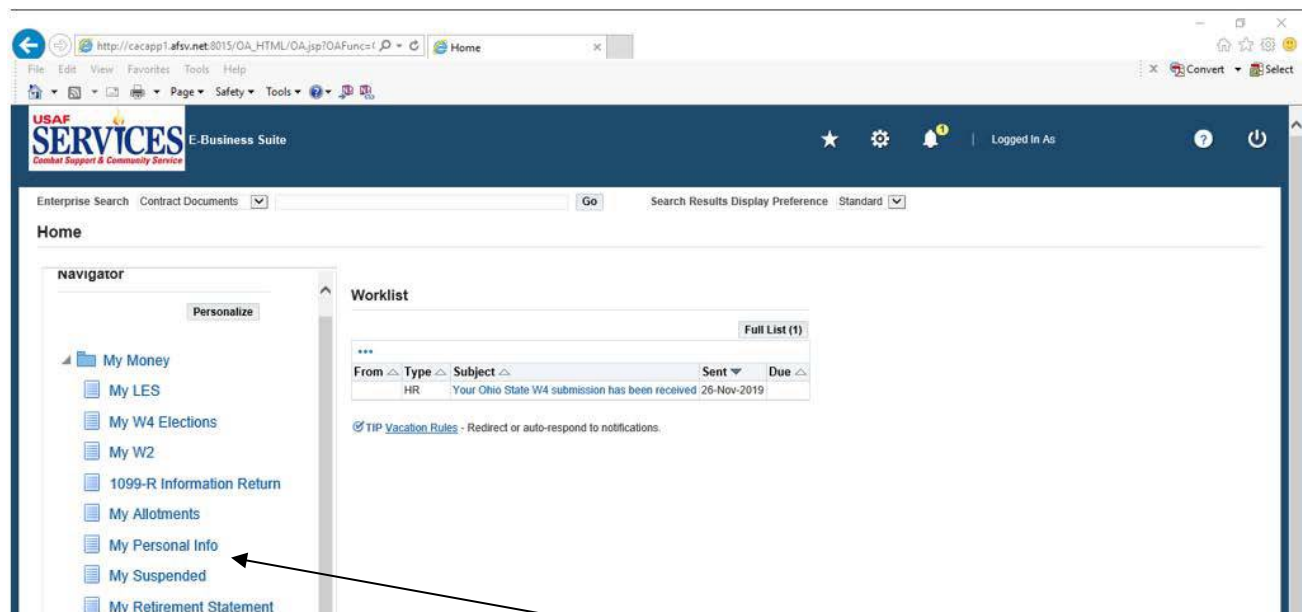 http://cacapp1.afsv.net:8015/OA_HTML/OA.jsp?OAFunc=(
Home
File Edit View Favorites Tools Help
Convert Select
Page Safety Tools
USAF
SERVICES
Combat Support & Community Service
E-Business Suite
1
Logged In As
?
Enterprise Search Contract Documents Go Search Results Display Preference Standard
Home
Navigator
Personalize
My Money
My LES
My W4 Elections
My W2
1099-R Information Return
My Allotments
My Personal Info
My Suspended
My Retirement Statement
Worklist
Full List (1)
...
From Type Subject Sent Due
HR Your Ohio State W4 submission has been received 26-Nov-2019
TIP Vacation Rules - Redirect or auto-respond to notifications.